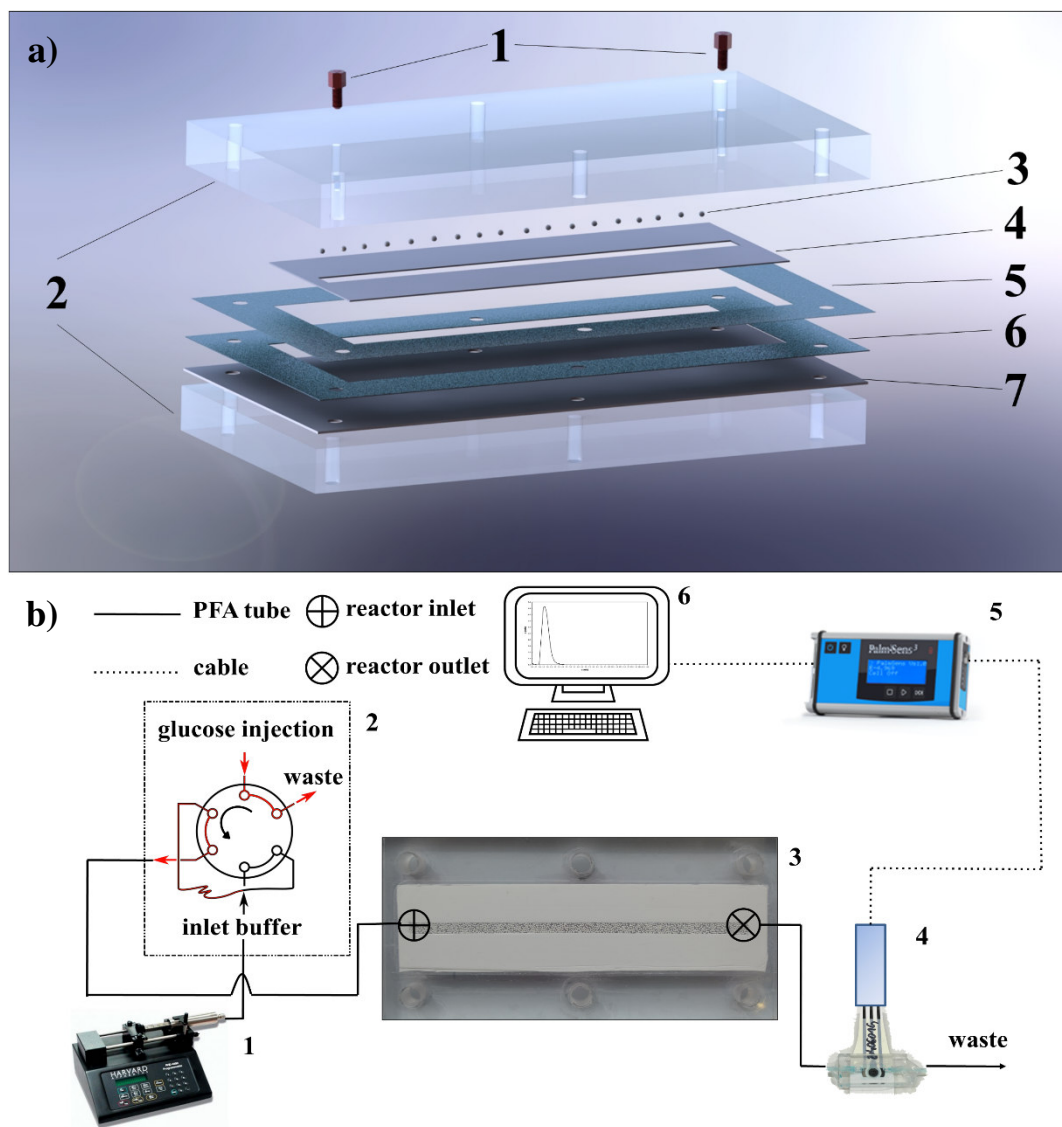 a)
1
2
3
4
5
6
7
b)
PFA tube
reactor inlet
cable
reactor outlet
6
5
PalmSens3
glucose injection
2
waste
inlet buffer
3
4
1
HARVARD
waste